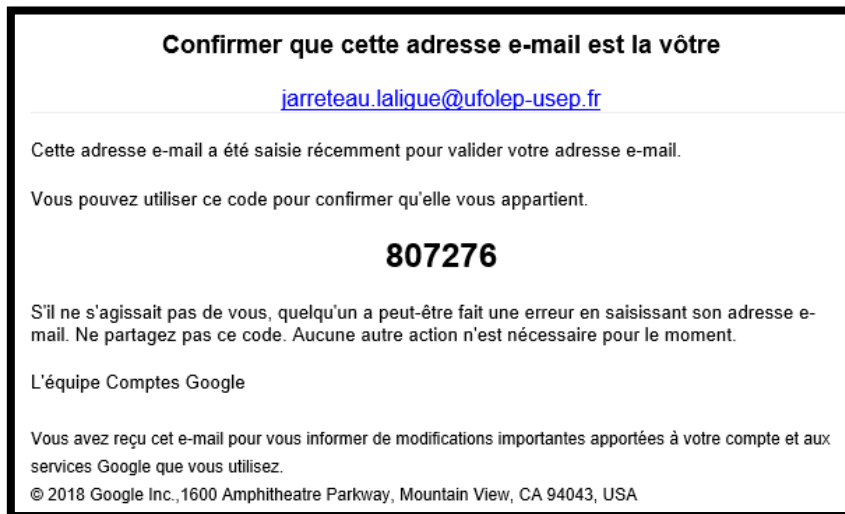 Confirmer que cette adresse e-mail est la vôtre
jarreteau.laligue@ufolep-usep.fr
Cette adresse e-mail a été saisie récemment pour valider votre adresse e-mail.
Vous pouvez utiliser ce code pour confirmer qu'elle vous appartient.
807276
S'il ne s'agissait pas de vous, quelqu'un a peut-être fait une erreur en saisissant son adresse e-
mail. Ne partagez pas ce code. Aucune autre action n'est nécessaire pour le moment.
L'équipe Comptes Google
Vous avez reçu cet e-mail pour vous informer de modifications importantes apportées à votre compte et aux
services Google que vous utilisez.
© 2018 Google Inc.,1600 Amphitheatre Parkway, Mountain View, CA 94043, USA